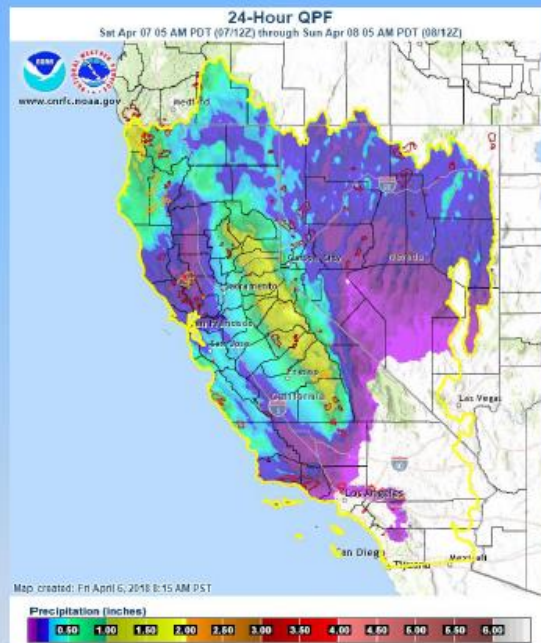 24-Hour QPF
Sat Apr 07 05 AM PDT (07/12Z) through Sun Apr 08 05 AM PDT (08/12Z)
www.cnrfc.noaa.gov
Medford
Carson City
Nevada
Sacramento
San Francisco
San Jose
Fresno
California
Las Vegas
Los Angeles
San Diego
Tijuana
Mexicali
Map created: Fri April 6, 2018 8:15 AM PST
Precipitation (inches)
0.50 1.00 1.50 2.00 2.50 3.00 3.50 4.00 4.50 5.00 5.50 6.00